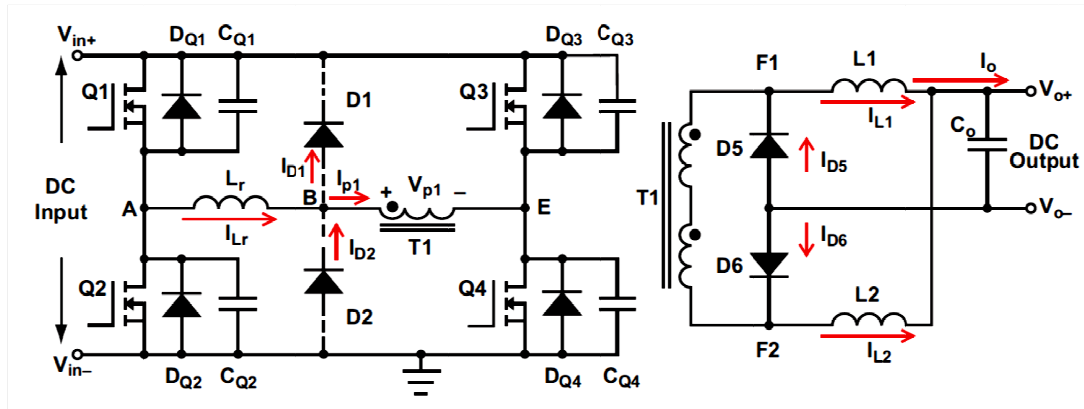 Vin+
DQ1
CQ1
DQ3
CQ3
Q1
D1
Q3
F1
L1
Io
Vo+
IL1
Co
DC
Output
D5
ID5
DC
Input
ID1
Ip1
+ Vp1 –
Lr
A
B
E
T1
Vo–
ILr
ID2
T1
D6
ID6
Q2
D2
Q4
L2
IL2
F2
Vin–
DQ2
CQ2
DQ4
CQ4